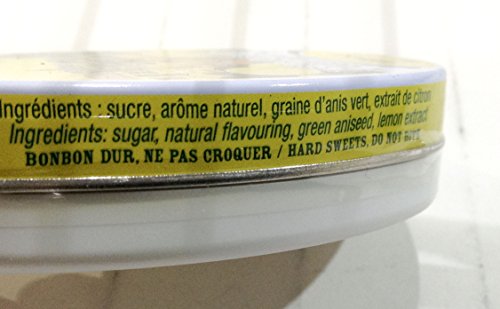 Ingrédients : sucre, arôme naturel, graine d'anis vert, extrait de citron
Ingredients: sugar, natural flavouring, green aniseed, lemon extract
BONBON DUR, NE PAS CROQUER / HARD SWEETS, DO NOT BITE.